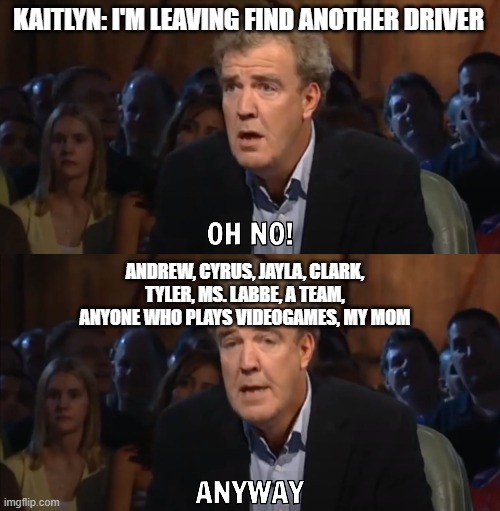 KAITLYN: I'M LEAVING FIND ANOTHER DRIVER
OH NO!
ANDREW, CYRUS, JAYLA, CLARK,
TYLER, MS. LABBE, A TEAM,
ANYONE WHO PLAYS VIDEOGAMES, MY MOM
ANYWAY
imgflip.com